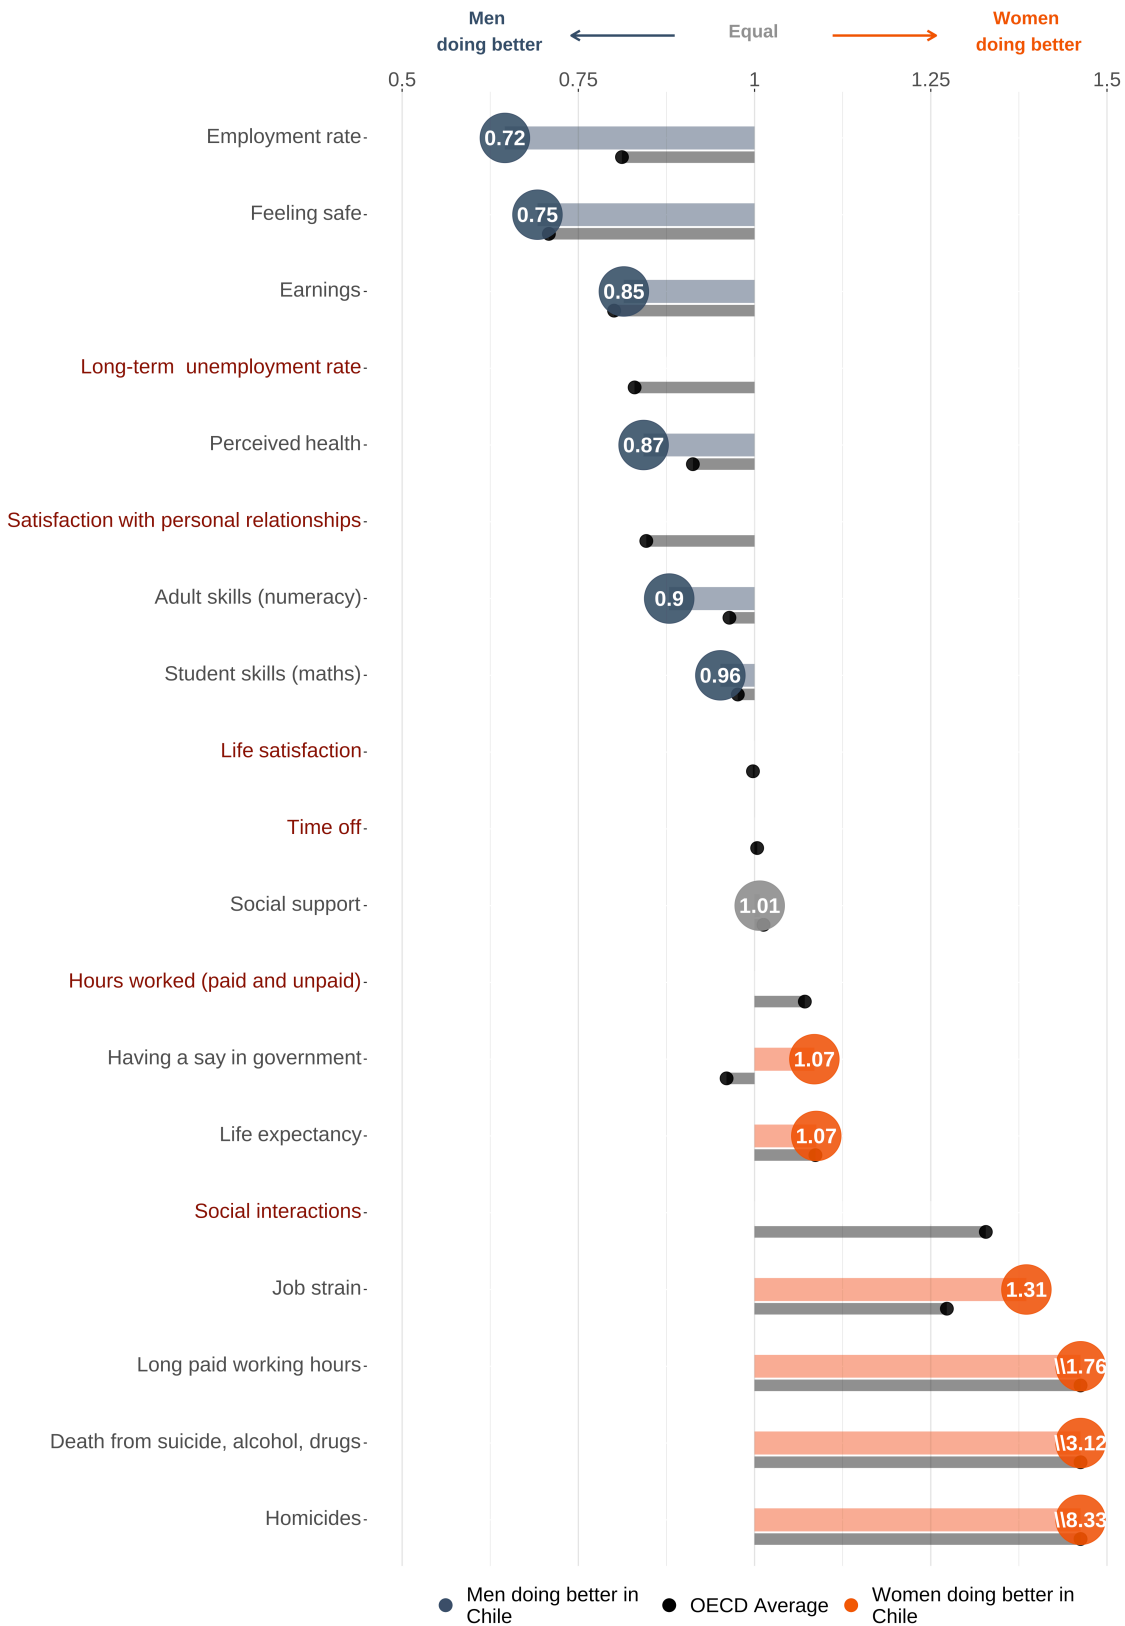 Men
doing better
Equal
Women
doing better
0.5 0.75 1 1.25 1.5
Employment rate
0.72
Feeling safe
0.75
Earnings
0.85
Long-term unemployment rate
Perceived health
0.87
Satisfaction with personal relationships
Adult skills (numeracy)
0.9
Student skills (maths)
0.96
Life satisfaction
Time off
Social support
1.01
Hours worked (paid and unpaid)
Having a say in government
1.07
Life expectancy
1.07
Social interactions
Job strain
1.31
Long paid working hours
\\1.76
Death from suicide, alcohol, drugs
\\3.12
Homicides
\\8.33
Men doing better in
Chile
OECD Average
Women doing better in
Chile